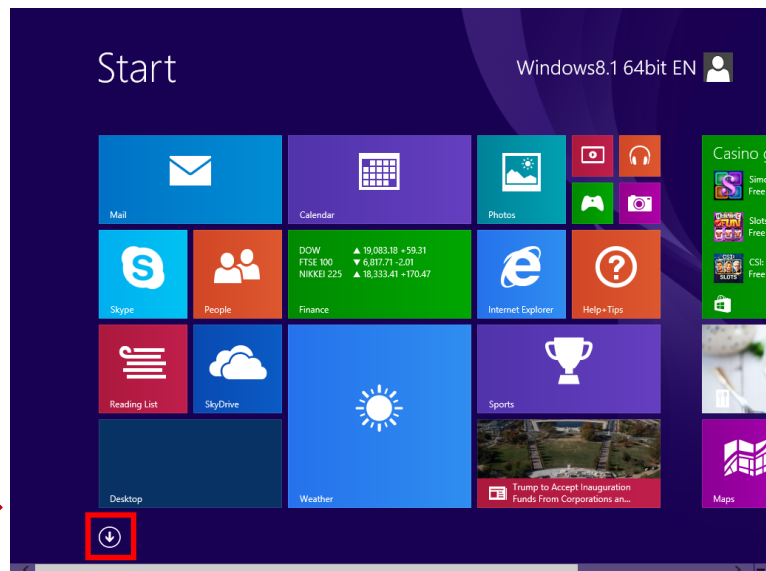 Start
Windows8.1 64bit EN
Mail
Calendar
Photos
Casino
Free
Slots
Free
CSI:
Free
Skype
People
DOW ▲ 19,083.18 +59.31
FTSE 100 ▼ 6,817.71 -2.01
NIKKEI 225 ▲ 18,333.41 +170.47
Finance
Internet Explorer
Help+Tips
Reading List
SkyDrive
Weather
Sports
Desktop
Trump to Accept Inauguration
Funds From Corporations an...
Maps